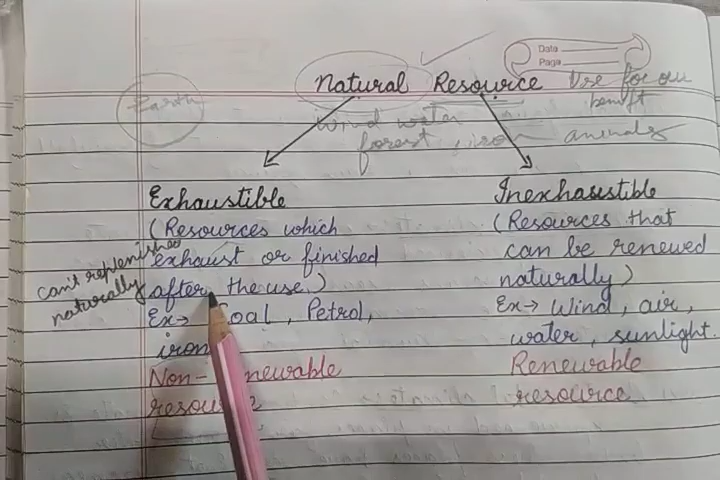 Date
Page
Natural Resource Use for our
benift
Earth
Wind water
forest, iron animals
Exhaustible
(Resources which
exhaust or finished
after the use.)
can't replenished
naturally
Ex→ Coal, Petrol,
iron
Non-Renewable
resource
Inexhaustible
(Resources that
can be renewed
naturally)
Ex→ Wind, air,
water, sunlight.
Renewable
resource